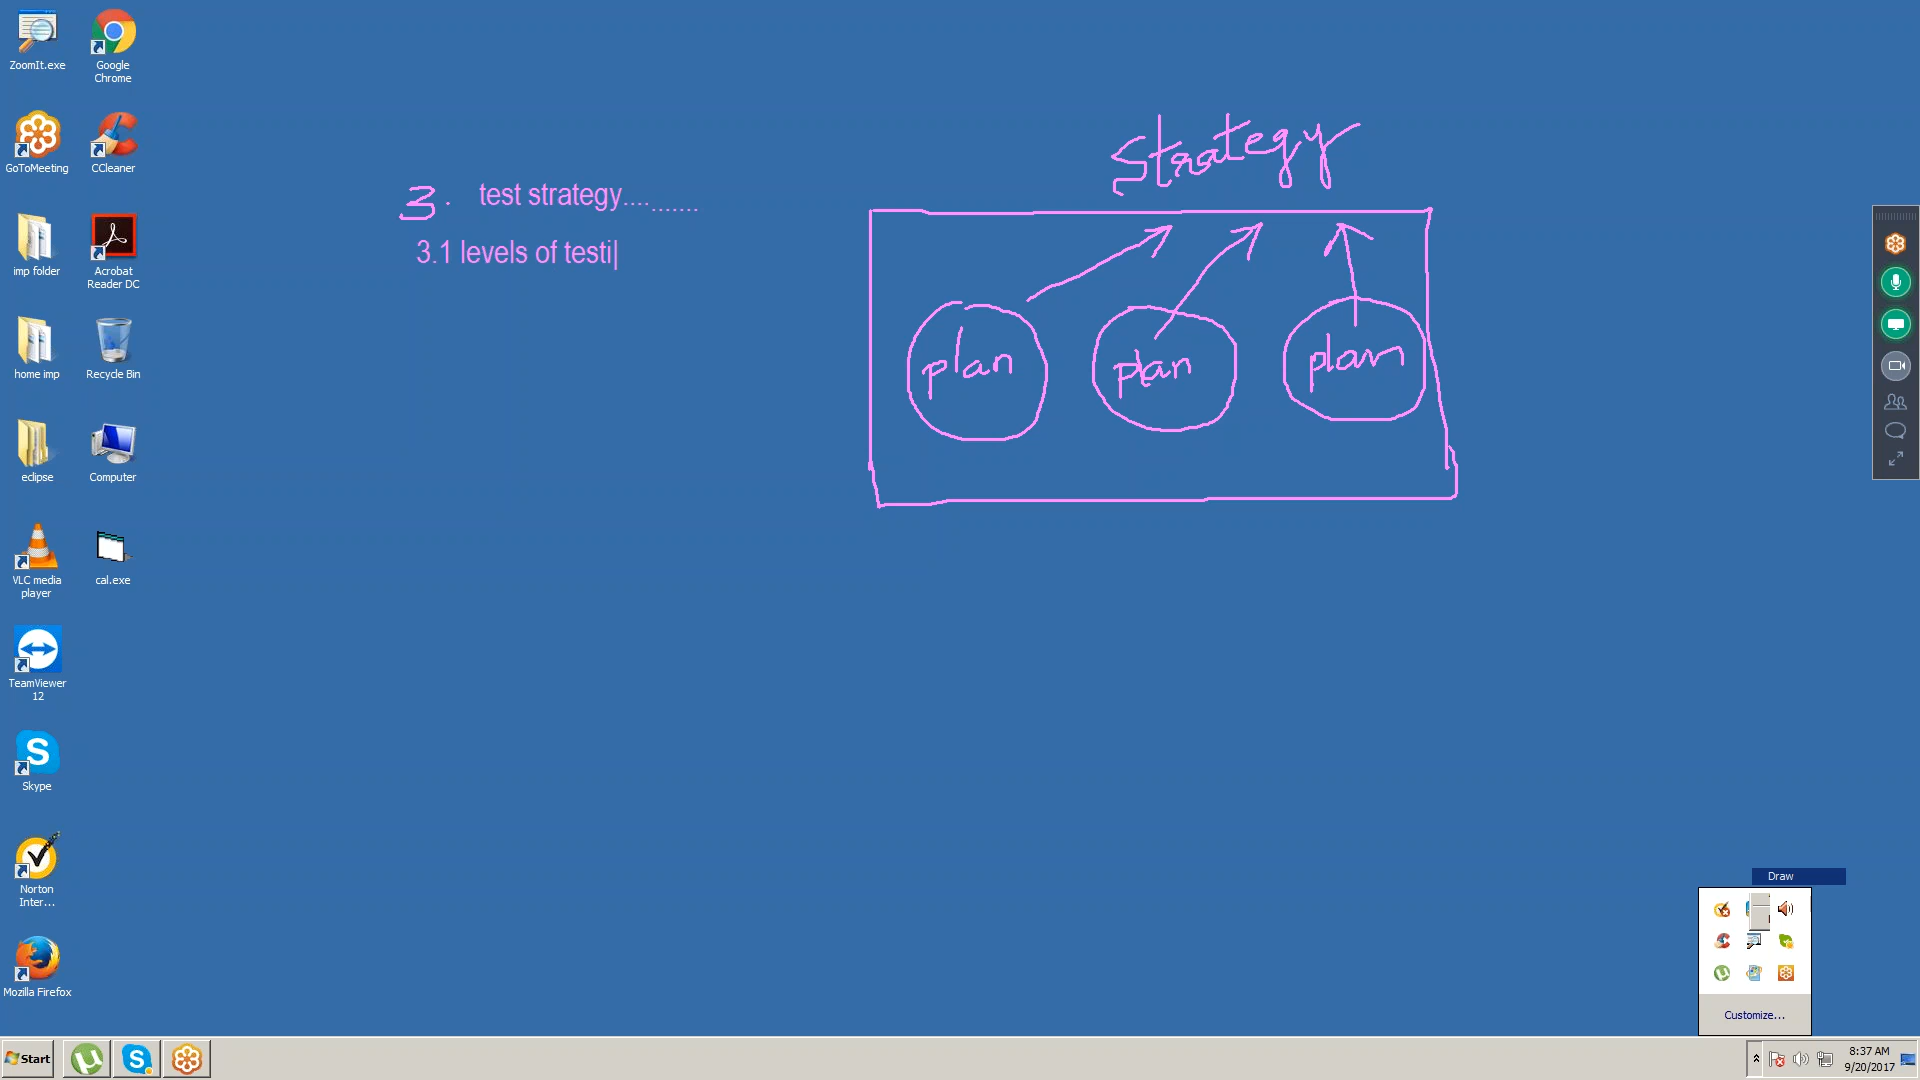 ZoomIt.exe
Google
Chrome
GoToMeeting
CCleaner
imp folder
Acrobat
Reader DC
home imp
Recycle Bin
eclipse
Computer
VLC media
player
cal.exe
TeamViewer
12
Skype
Norton
Inter...
Mozilla Firefox
3. test strategy...........
3.1 levels of testi
Strategy
plan
plan
plan
Draw
Customize...
Start
8:37 AM
9/20/2017